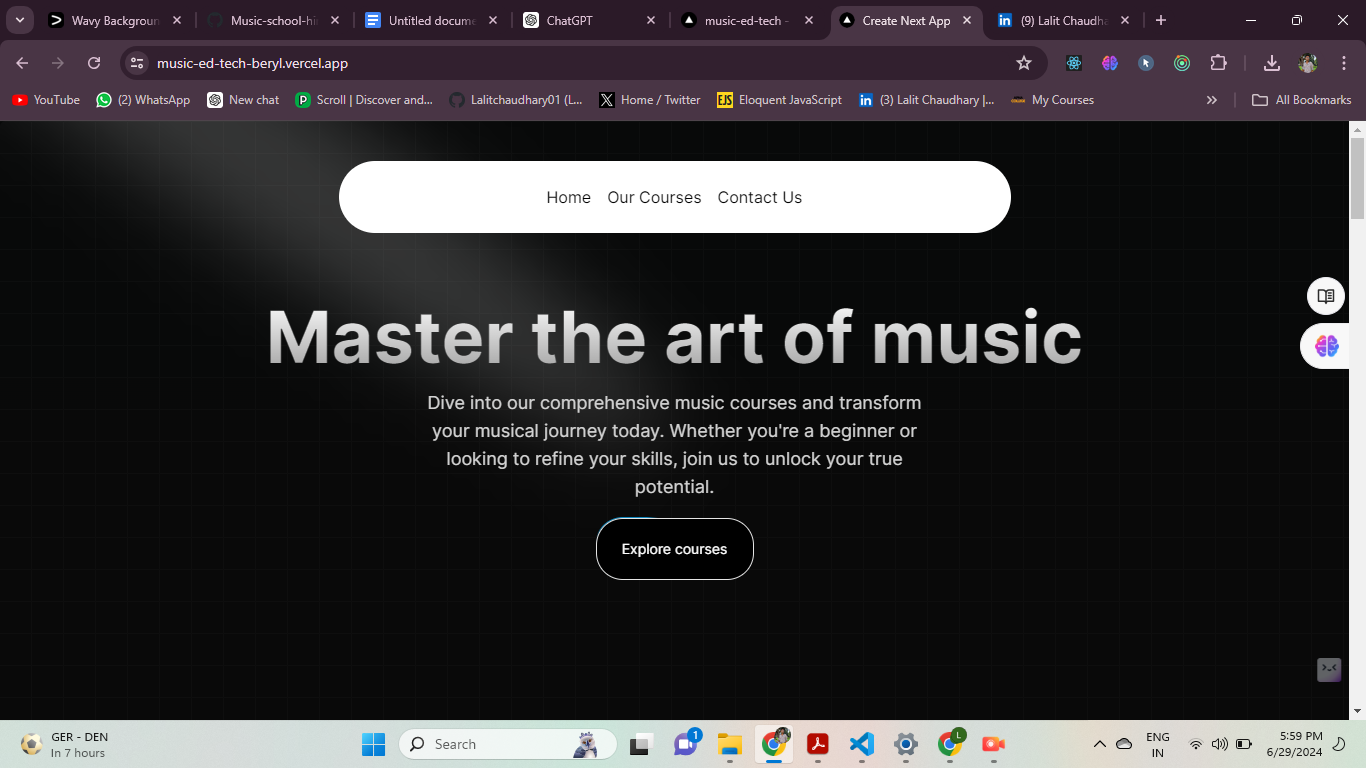 Wavy Backgroun
Music-school-hi
Untitled docume
ChatGPT
music-ed-tech -
Create Next App
(9) Lalit Chaudha
music-ed-tech-beryl.vercel.app
YouTube
(2) WhatsApp
New chat
Scroll | Discover and...
Lalitchaudhary01 (L...
Home / Twitter
EJS
Eloquent JavaScript
(3) Lalit Chaudhary |...
My Courses
All Bookmarks
Home Our Courses Contact Us
Master the art of music
Dive into our comprehensive music courses and transform
your musical journey today. Whether you're a beginner or
looking to refine your skills, join us to unlock your true
potential.
Explore courses
GER - DEN
In 7 hours
Search
1
L
ENG
IN
5:59 PM
6/29/2024